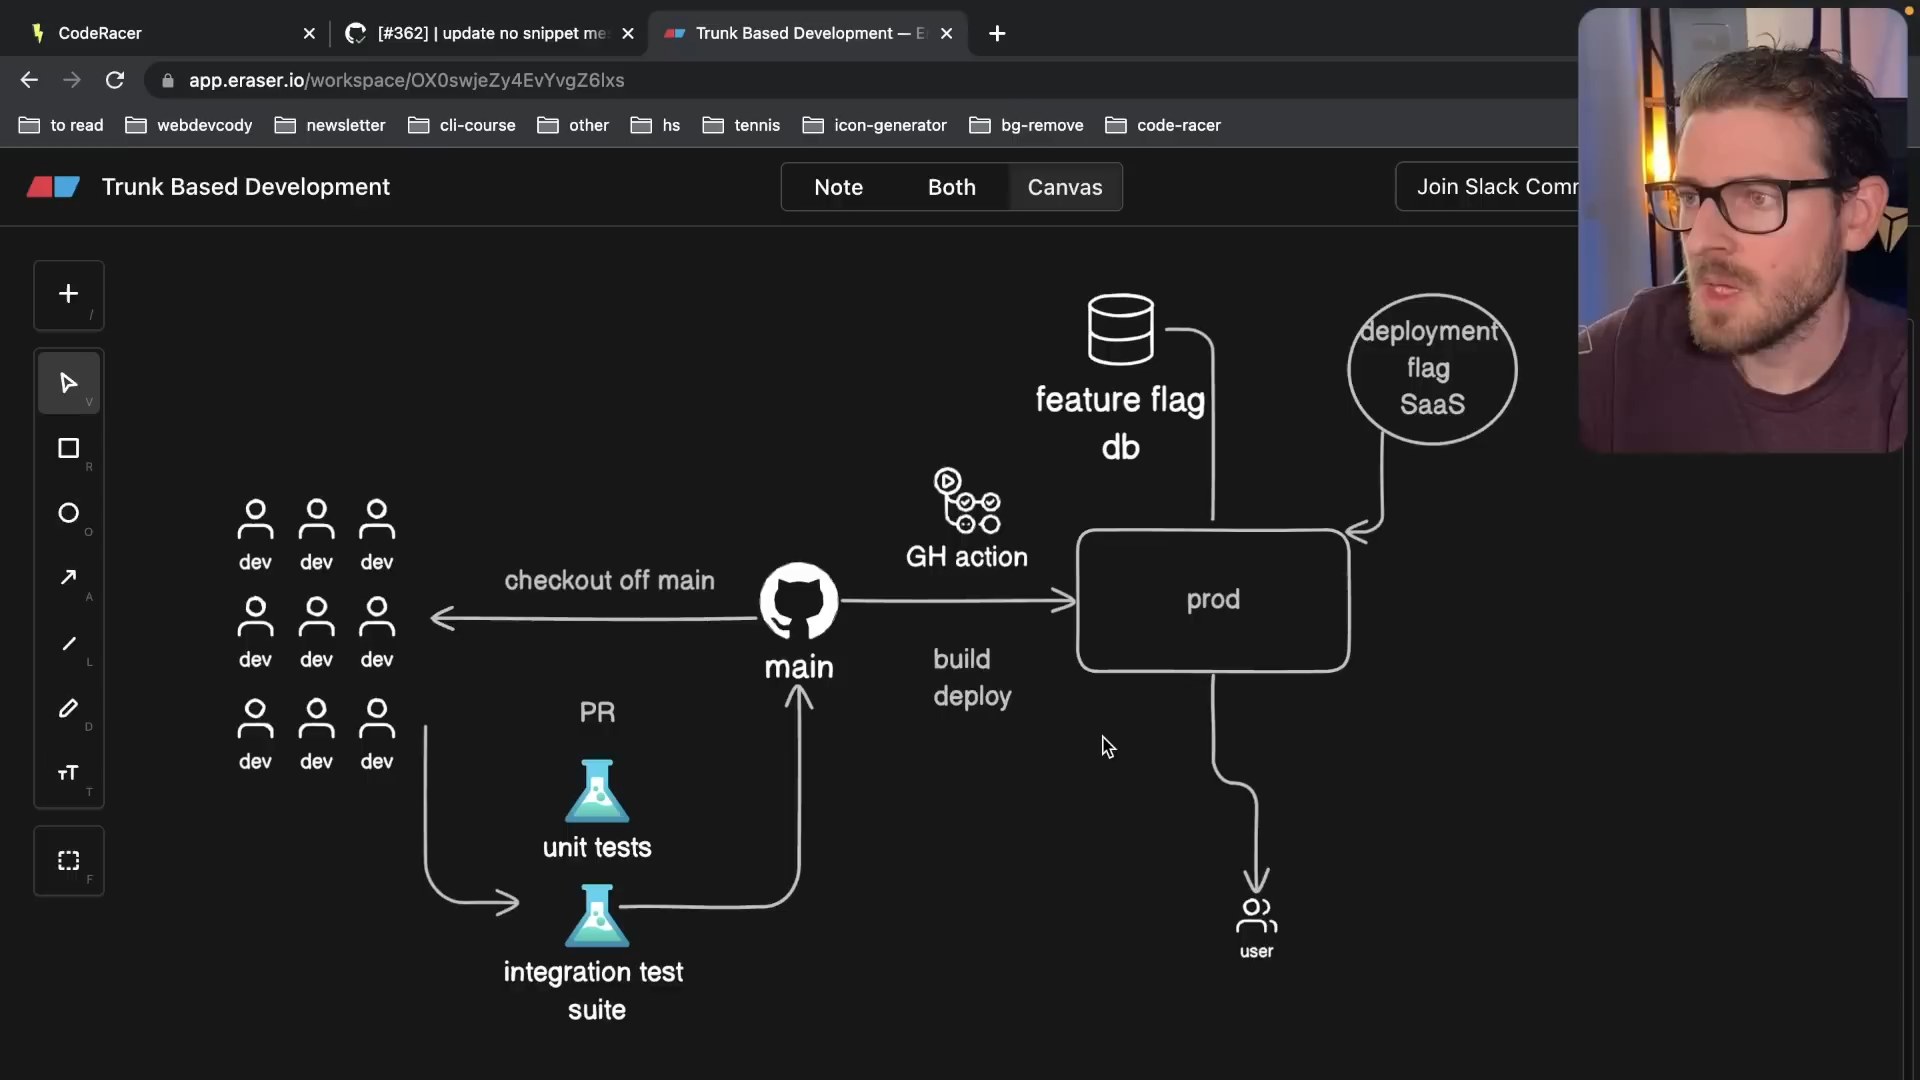 CodeRacer
[#362] | update no snippet me
Trunk Based Development — E
app.eraser.io/workspace/OX0swjeZy4EvYvgZ6lxs
to read
webdevcody
newsletter
cli-course
other
hs
tennis
icon-generator
bg-remove
code-racer
Trunk Based Development
Note
Both
Canvas
Join Slack Comm
/
V
R
O
A
L
D
T
F
deployment
flag
SaaS
feature flag
db
GH action
dev dev dev
checkout off main
prod
main
build
deploy
dev dev dev
PR
dev dev dev
unit tests
integration test
suite
user